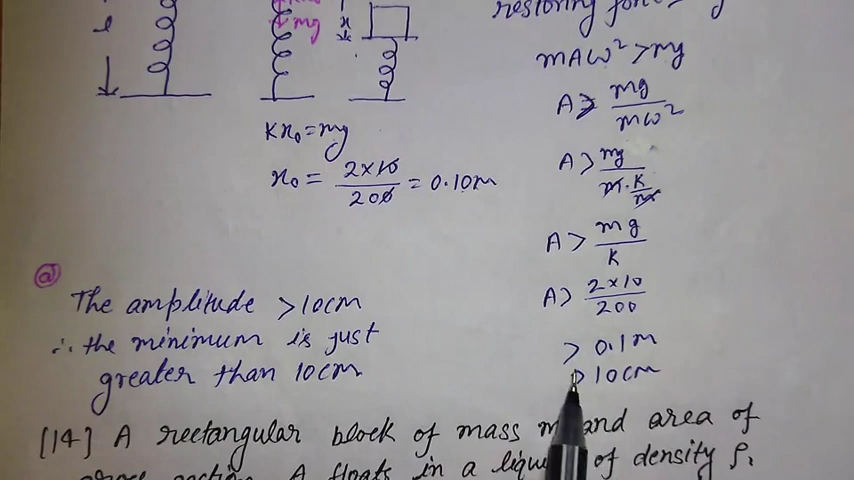 restoring force
mAω² > mg
l
mg
x
A > mg / mω²
Kx₀ = mg
A > mg / m · K/m
x₀ = 2×10 / 200 = 0.10m
A > mg / K
ⓐ
A > 2×10 / 200
The amplitude > 10cm
∴ the minimum is just
> 0.1m
greater than 10cm
> 10cm
[14] A rectangular block of mass m and area of
A floats in a liquid of density ρ.